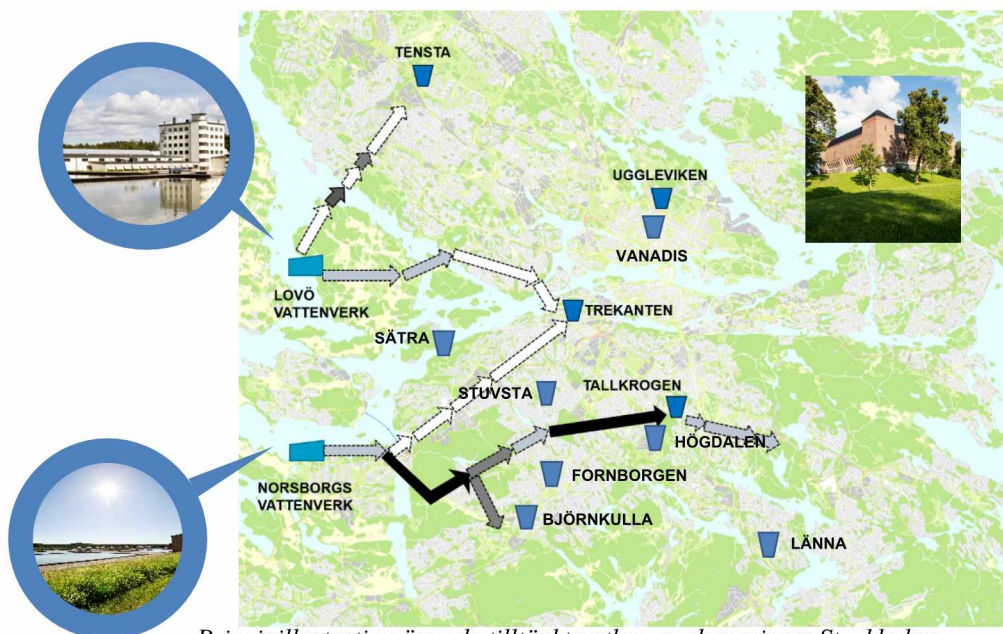 TENSTA
UGGLEVIKEN
VANADIS
LOVÖ
VATTENVERK
TREKANTEN
SÄTRA
STUVSTA
TALLKROGEN
HÖGDALEN
NORSBORGS
VATTENVERK
FORNBORGEN
BJÖRNKULLA
LÄNNA